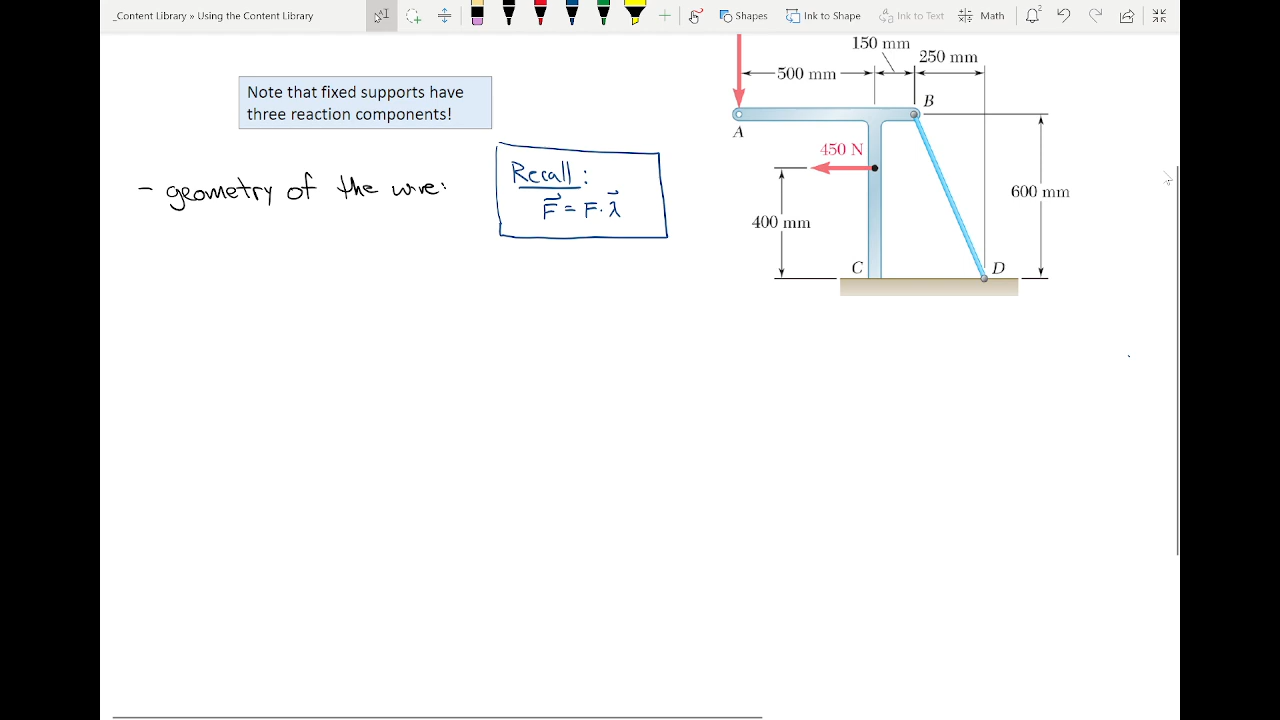 _Content Library » Using the Content Library
Shapes
Ink to Shape
Ink to Text
Math
Note that fixed supports have
three reaction components!
- geometry of the wire:
Recall:
F = F·λ
150 mm
250 mm
500 mm
B
A
450 N
600 mm
400 mm
C
D